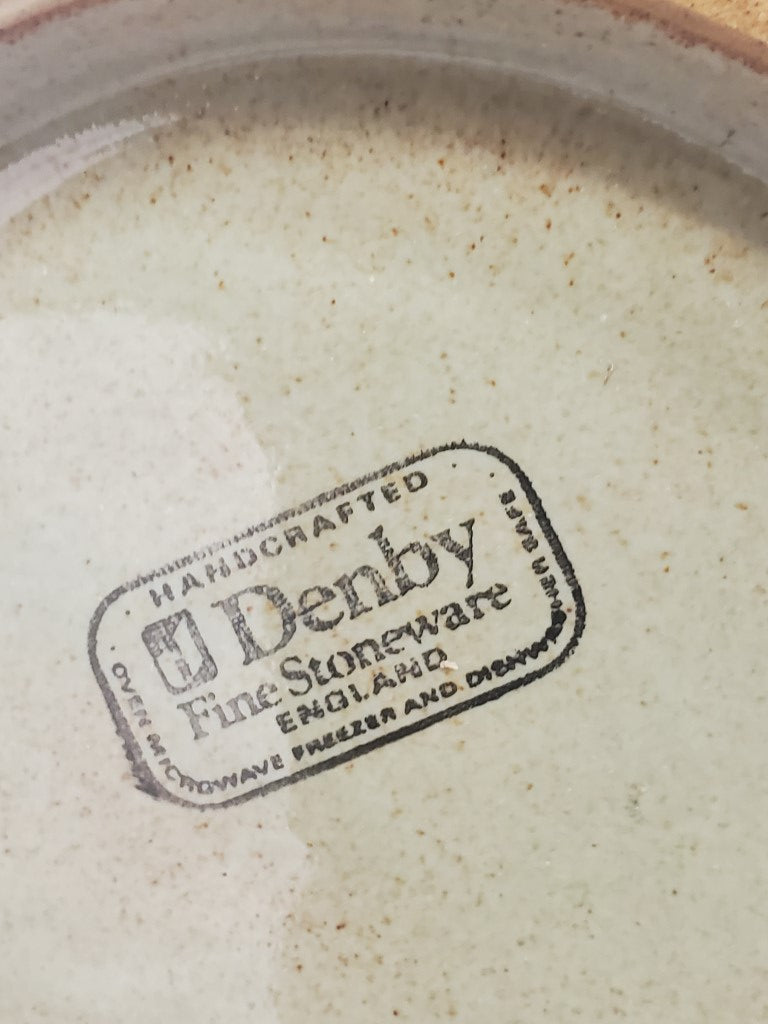 HANDCRAFTED
Denby
Fine Stoneware
ENGLAND
OVEN MICROWAVE FREEZER AND DISHWASHER SAFE